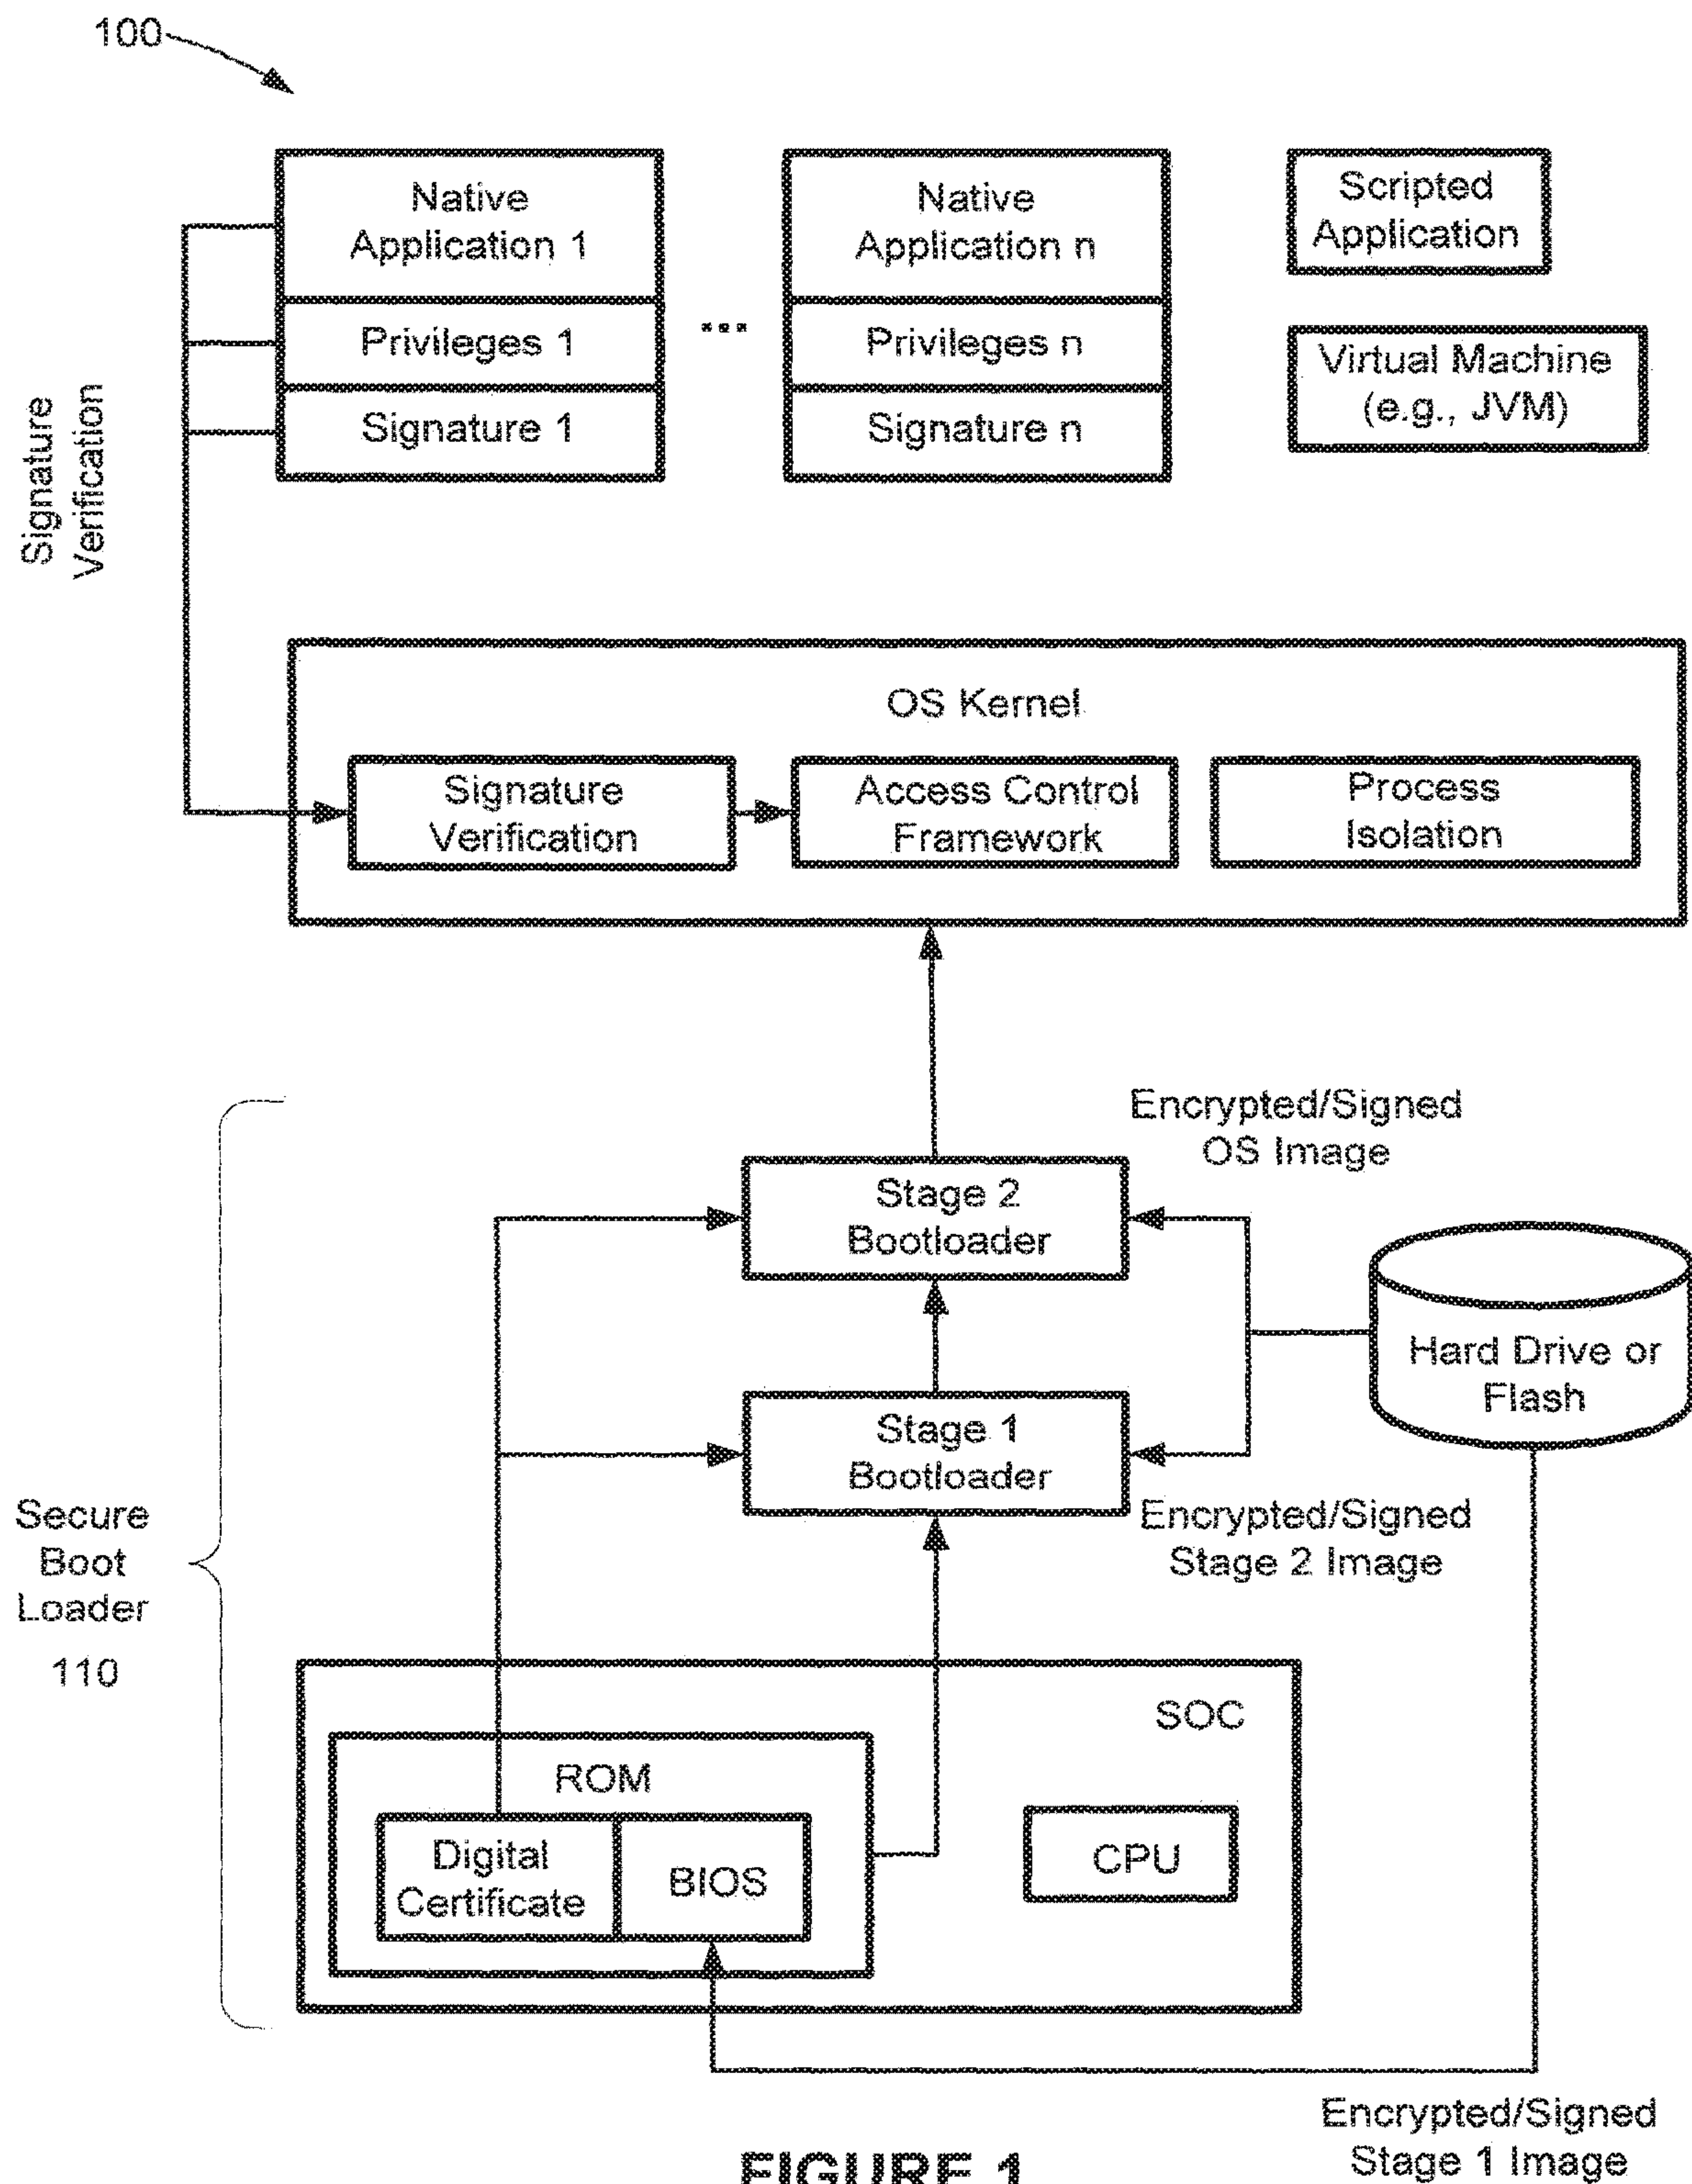 100
Native
Application 1
Privileges 1
Signature 1
...
Native
Application n
Privileges n
Signature n
Scripted
Application
Virtual Machine
(e.g., JVM)
Signature
Verification
OS Kernel
Signature
Verification
Access Control
Framework
Process
Isolation
Encrypted/Signed
OS Image
Stage 2
Bootloader
Hard Drive or
Flash
Stage 1
Bootloader
Encrypted/Signed
Stage 2 Image
Secure
Boot
Loader
110
SOC
ROM
Digital
Certificate
BIOS
CPU
Encrypted/Signed
Stage 1 Image
FIGURE 1